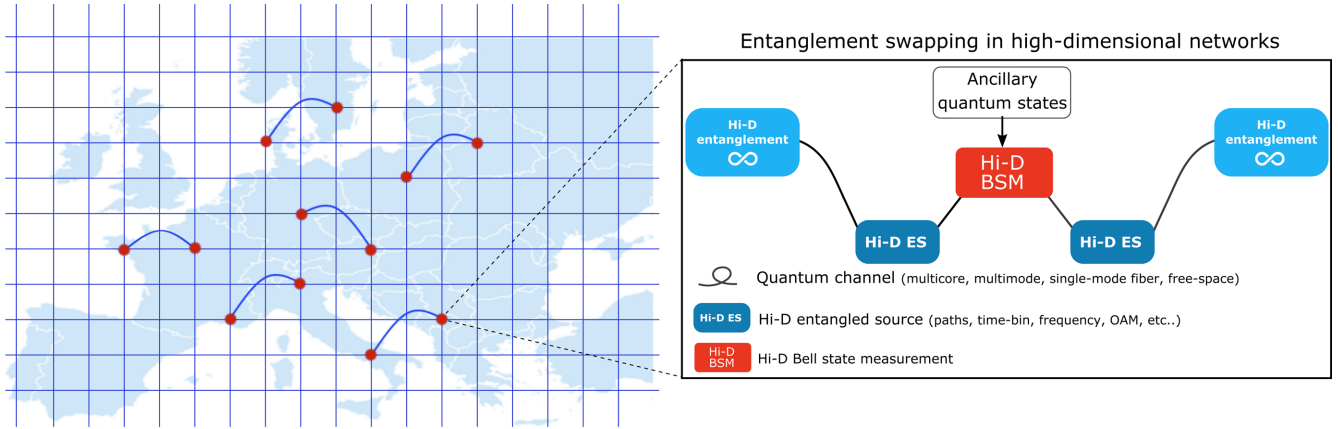 Entanglement swapping in high-dimensional networks
Ancillary
quantum states
Hi-D
entanglement
∞
Hi-D
BSM
Hi-D
entanglement
∞
Hi-D ES
Hi-D ES
Quantum channel (multicore, multimode, single-mode fiber, free-space)
Hi-D ES
Hi-D entangled source (paths, time-bin, frequency, OAM, etc..)
Hi-D
BSM
Hi-D Bell state measurement